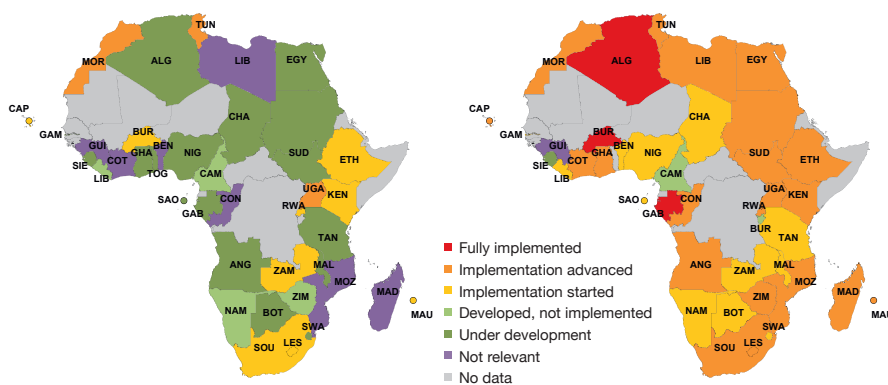 TUN
MOR
ALG
LIB
EGY
CAP
GAM
GUI
BUR
BEN
CHA
SUD
SIE
COT
GHA
NIG
ETH
LIB
TOG
CAM
UGA
KEN
SAO
CON
GAB
RWA
TAN
ANG
MAL
ZAM
MOZ
ZIM
MAD
NAM
BOT
MAU
SWA
SOU
LES
Fully implemented
Implementation advanced
Implementation started
Developed, not implemented
Under development
Not relevant
No data
TUN
MOR
ALG
LIB
EGY
CAP
GAM
GUI
BUR
BEN
CHA
SUD
SIE
COT
GHA
NIG
ETH
LIB
CAM
UGA
KEN
SAO
CON
GAB
RWA
BUR
TAN
ANG
MAL
ZAM
MOZ
ZIM
MAD
NAM
BOT
MAU
SWA
SOU
LES